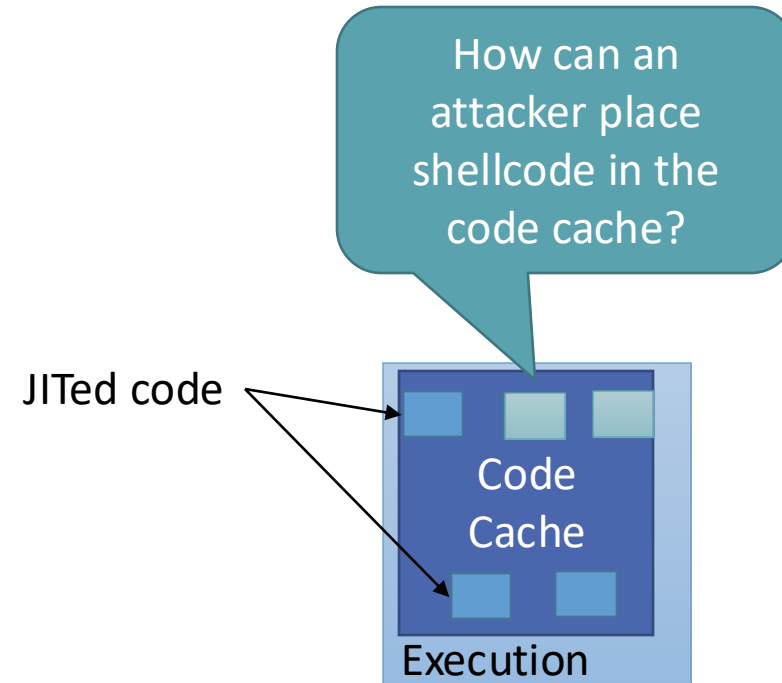 How can an
attacker place
shellcode in the
code cache?
JITed code
Code
Cache
Execution